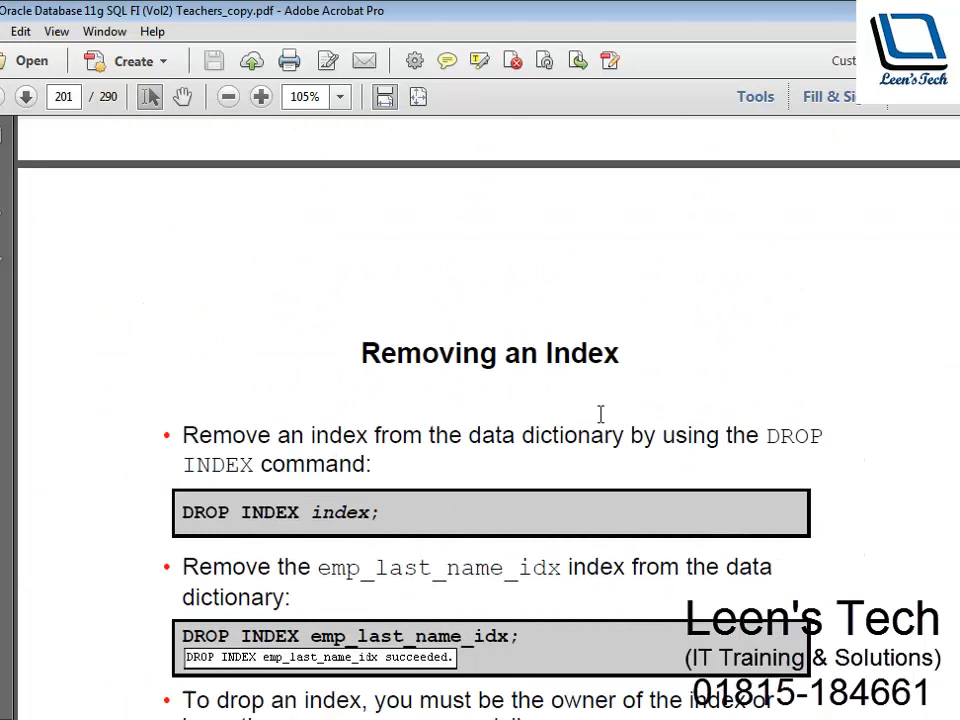 Oracle Database 11g SQL FI (Vol2) Teachers_copy.pdf - Adobe Acrobat Pro
Edit View Window Help
Open Create Cust
201 / 290 105% Tools Fill & Si
Leen'sTech
Removing an Index
• Remove an index from the data dictionary by using the DROP
INDEX command:
DROP INDEX index;
• Remove the emp_last_name_idx index from the data
dictionary:
DROP INDEX emp_last_name_idx;
DROP INDEX emp_last_name_idx succeeded.
• To drop an index, you must be the owner of the index or
Leen's Tech
(IT Training & Solutions)
01815-184661